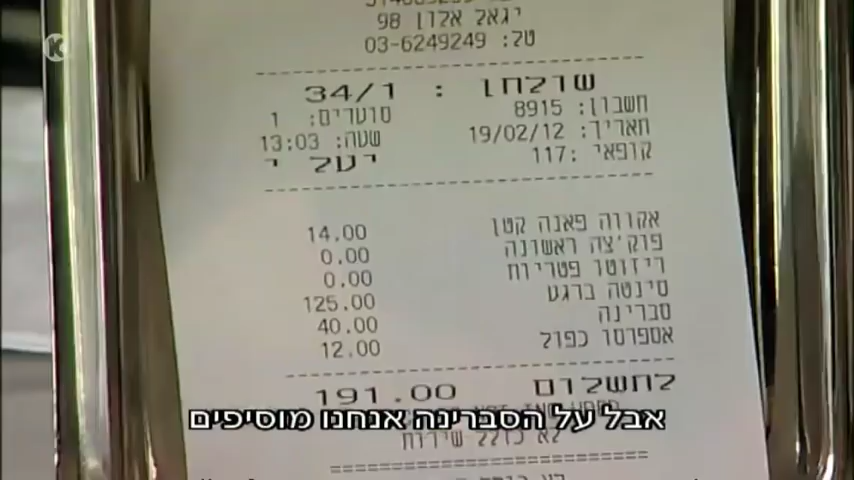 יגאל אלון 98
טל: 03-6249249
שולחן : 34/1
חשבון: 8915 סועדים: 1
תאריך: 19/02/12 שעה: 13:03
קופאי: 117 יעל י
אקווה פאנה קטן 14.00
פוקצ'ה ראשונה 0.00
ריזוטו פטריות 0.00
סינטה ברגע 125.00
סברינה 40.00
אספרסו כפול 12.00
לתשלום 191.00
אבל על הסברינה אנחנו מוסיפים
לא כולל שירות